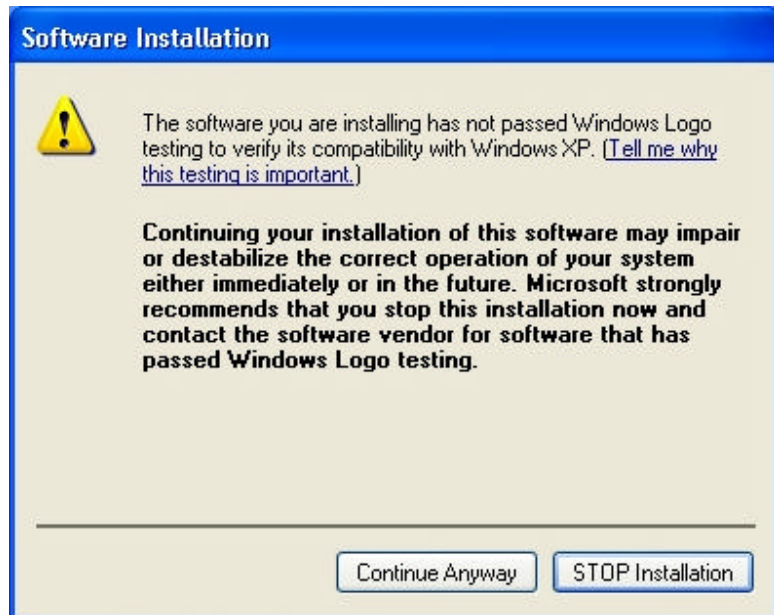 Software Installation
The software you are installing has not passed Windows Logo
testing to verify its compatibility with Windows XP. (Tell me why
this testing is important.)
Continuing your installation of this software may impair
or destabilize the correct operation of your system
either immediately or in the future. Microsoft strongly
recommends that you stop this installation now and
contact the software vendor for software that has
passed Windows Logo testing.
Continue Anyway
STOP Installation